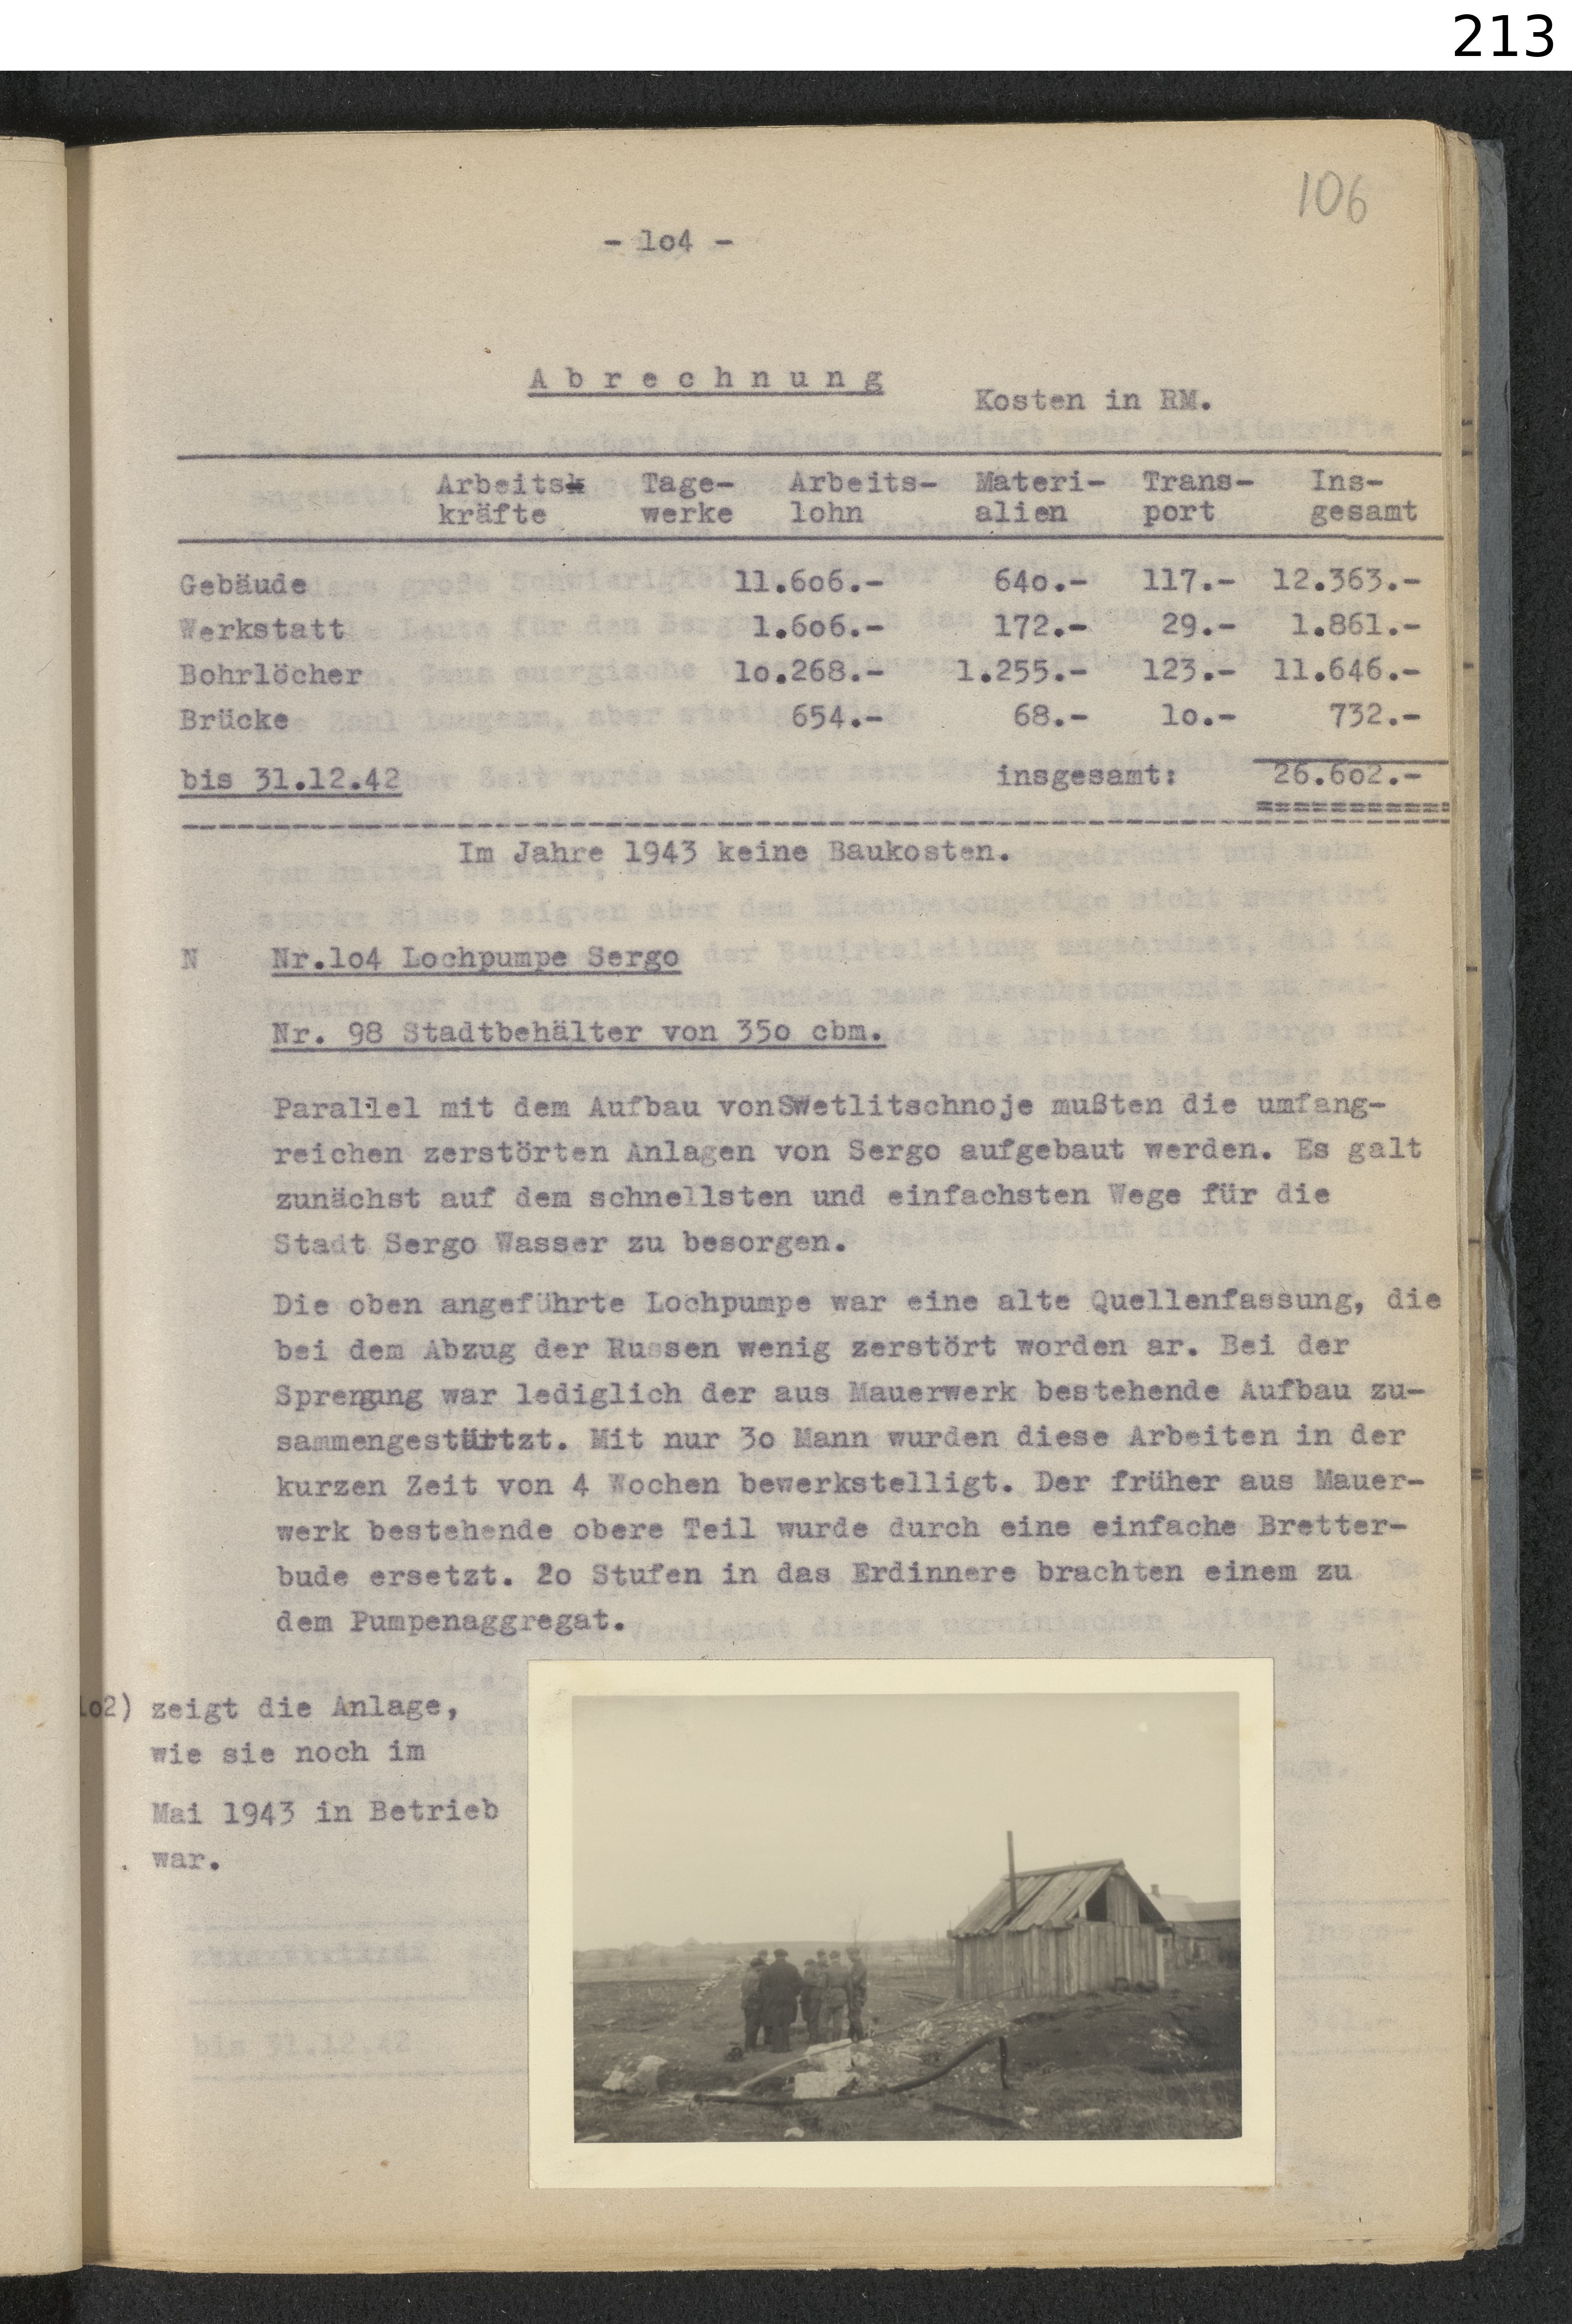 213
106
- 1o4 -
A b r e c h n u n g
Kosten in RM.
Arbeitsk Tage- Arbeits- Materi- Trans- Ins-
kräfte werke lohn alien port gesamt
Gebäude 11.6o6.- 64o.- 117.- 12.363.-
Werkstatt 1.6o6.- 172.- 29.- 1.861.-
Bohrlöcher 1o.268.- 1.255.- 123.- 11.646.-
Brücke 654.- 68.- 1o.- 732.-
bis 31.12.42 insgesamt: 26.6o2.-
Im Jahre 1943 keine Baukosten.
N Nr.1o4 Lochpumpe Sergo
Nr. 98 Stadtbehälter von 35o cbm.
Parallel mit dem Aufbau vonSwetlitschnoje mußten die umfang-
reichen zerstörten Anlagen von Sergo aufgebaut werden. Es galt
zunächst auf dem schnellsten und einfachsten Wege für die
Stadt Sergo Wasser zu besorgen.
Die oben angeführte Lochpumpe war eine alte Quellenfassung, die
bei dem Abzug der Russen wenig zerstört worden ar. Bei der
Sprengung war lediglich der aus Mauerwerk bestehende Aufbau zu-
sammengestürtzt. Mit nur 3o Mann wurden diese Arbeiten in der
kurzen Zeit von 4 Wochen bewerkstelligt. Der früher aus Mauer-
werk bestehende obere Teil wurde durch eine einfache Bretter-
bude ersetzt. 2o Stufen in das Erdinnere brachten einem zu
dem Pumpenaggregat.
1o2) zeigt die Anlage,
wie sie noch im
Mai 1943 in Betrieb
war.
bis 31.12.42